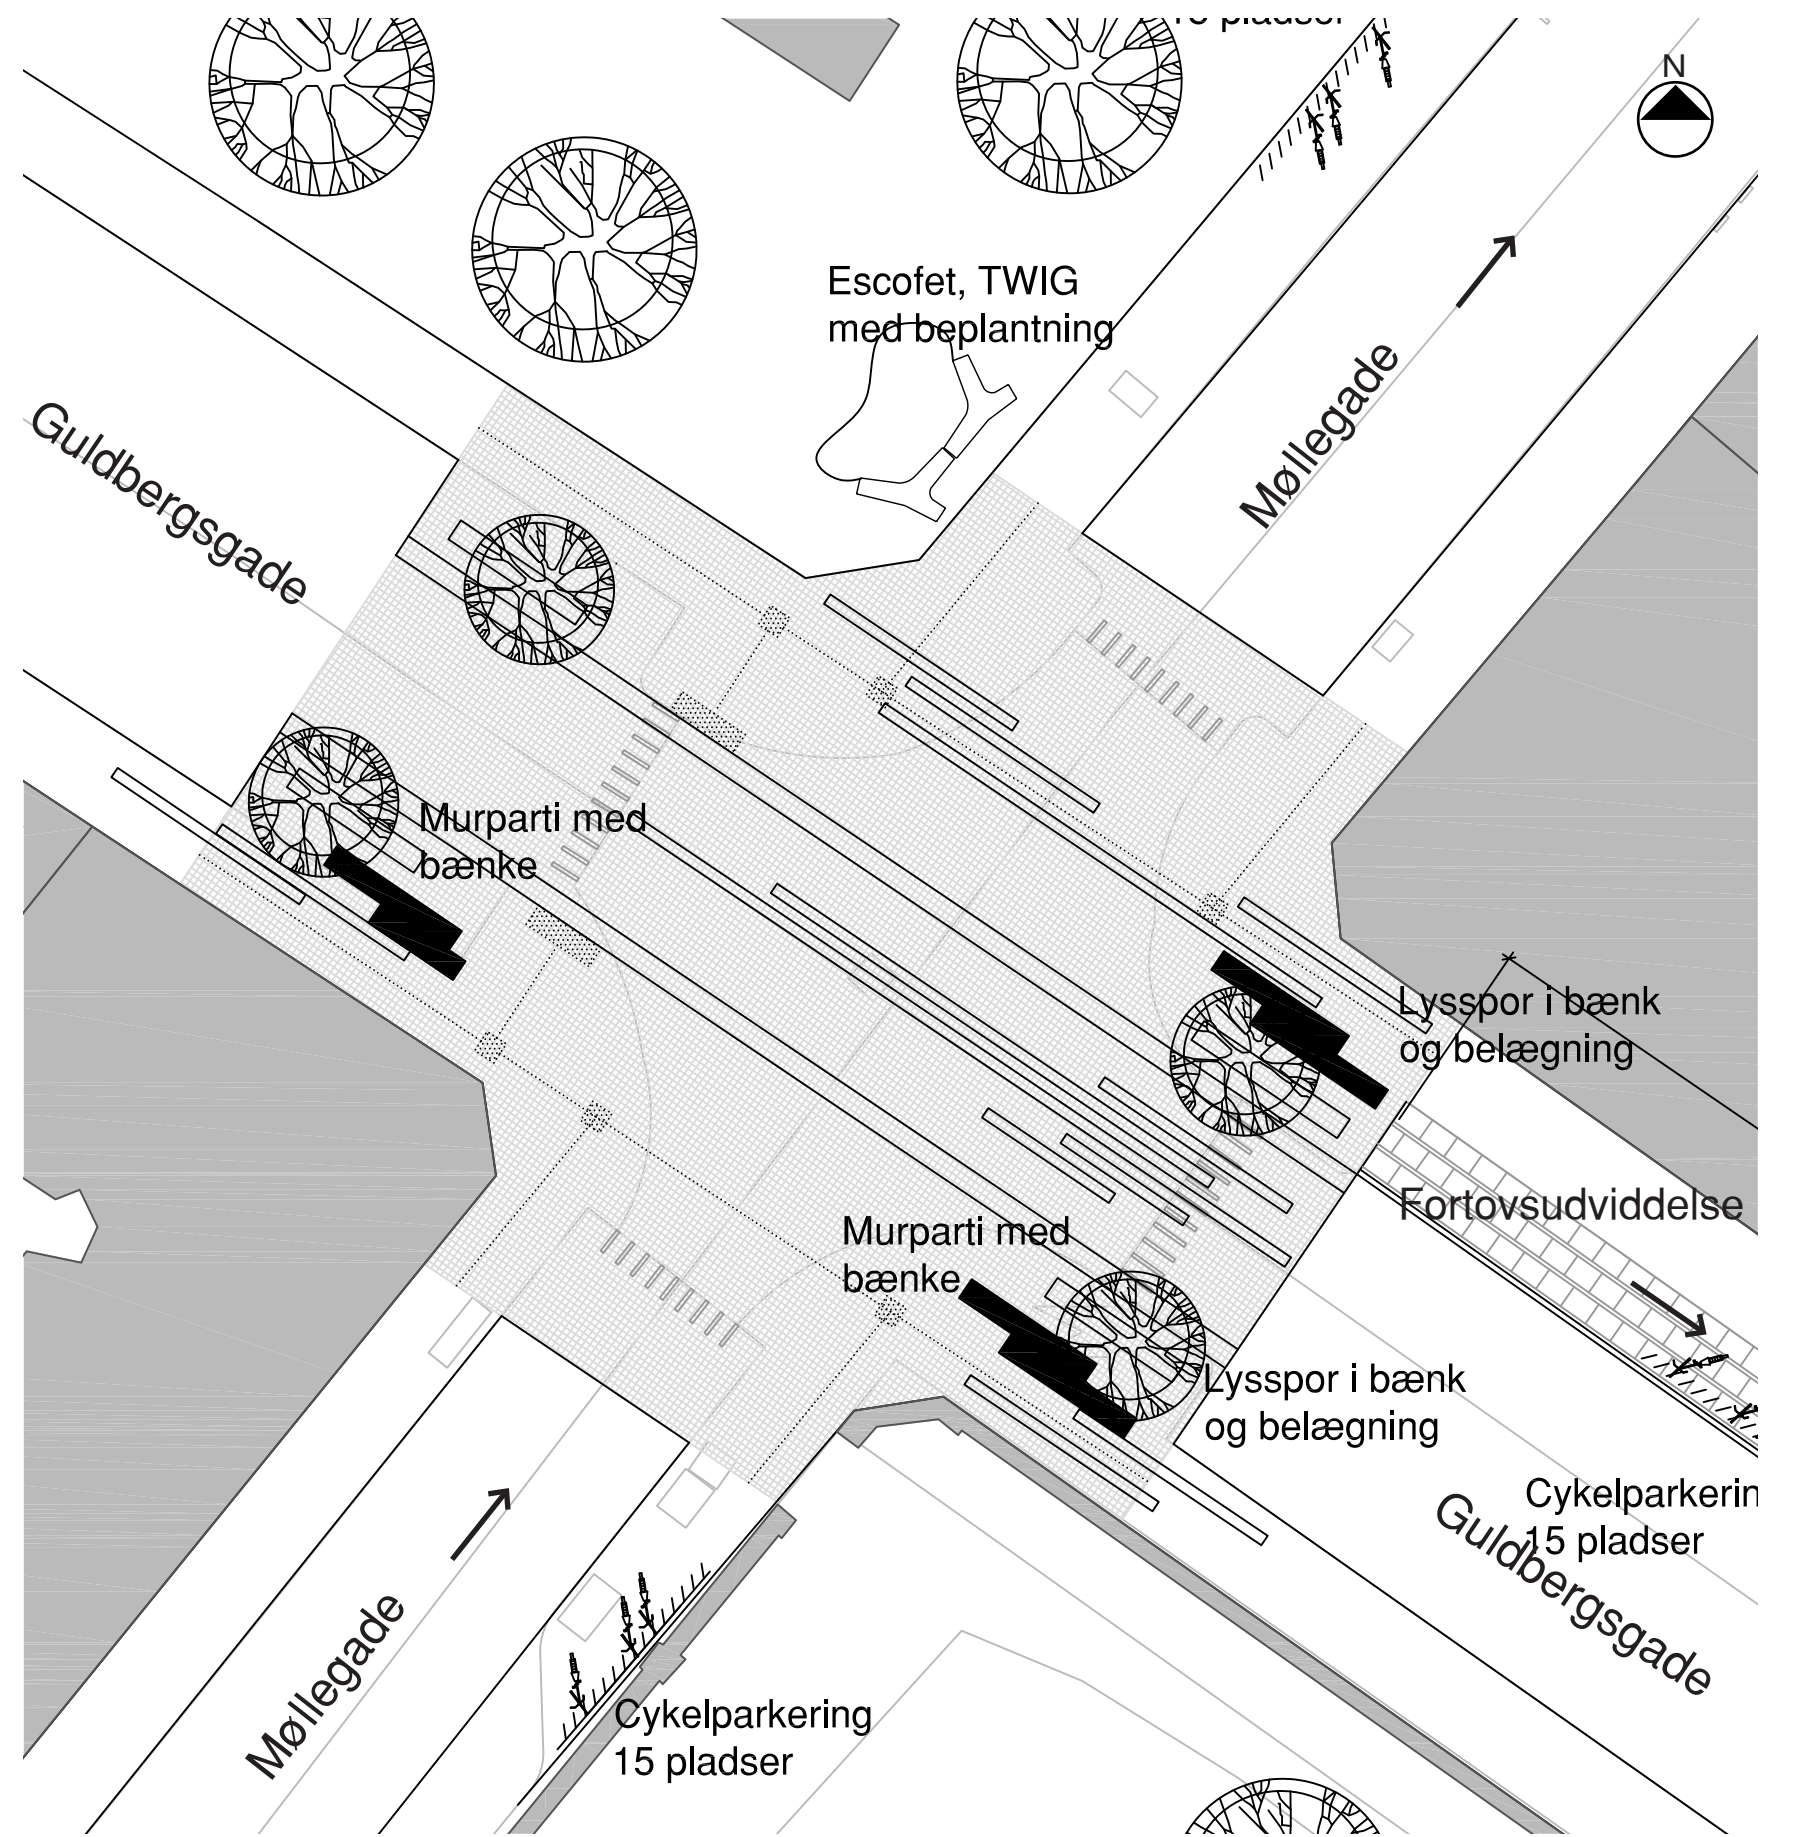 pladser
N
Escofet, TWIG
med beplantning
Møllegade
Guldbergsgade
Murparti med
bænke
Lysspor i bænk
og belægning
Fortovsudviddelse
Murparti med
bænke
Lysspor i bænk
og belægning
Cykelparkerin
15 pladser
Guldbergsgade
Møllegade
Cykelparkering
15 pladser